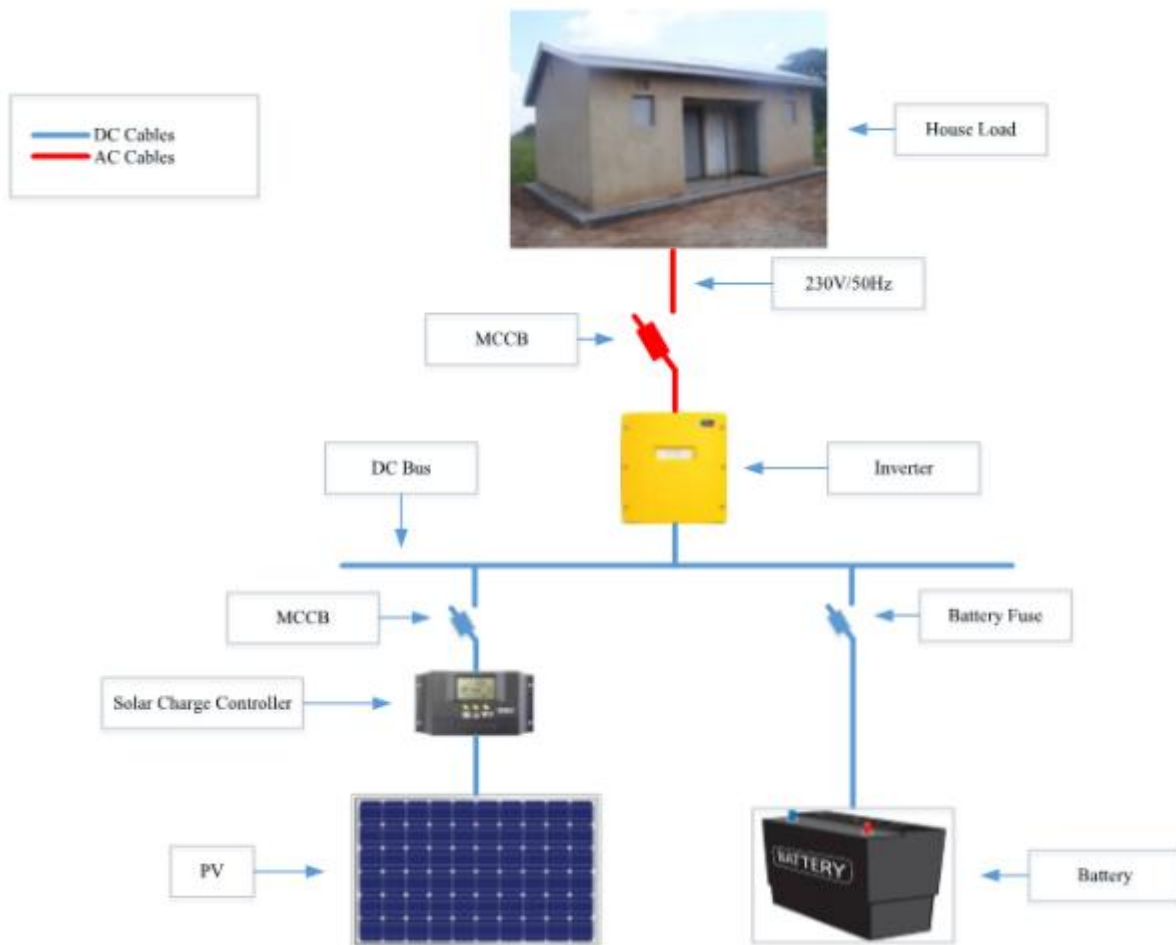 DC Cables
AC Cables
House Load
230V/50Hz
MCCB
DC Bus
Inverter
MCCB
Battery Fuse
Solar Charge Controller
PV
BATTERY
Battery